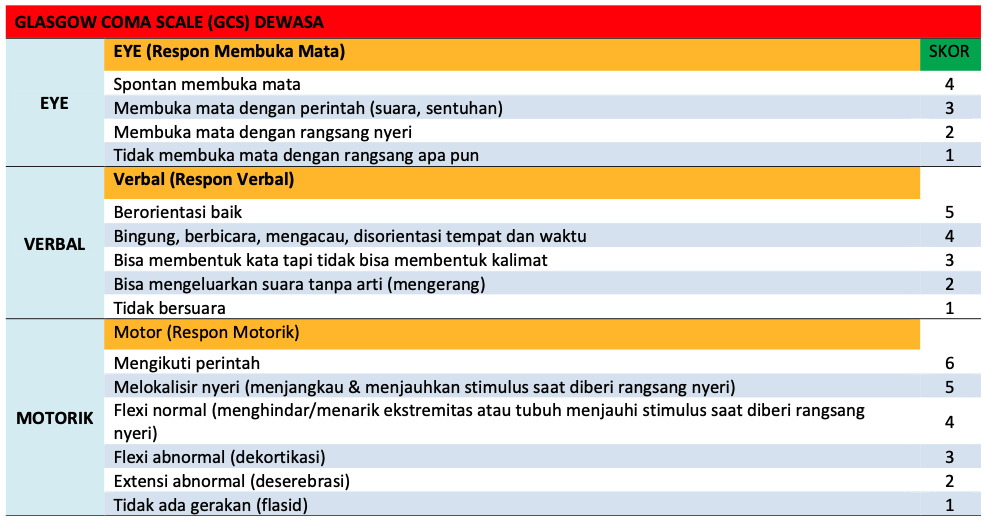 GLASGOW COMA SCALE (GCS) DEWASA
EYE (Respon Membuka Mata) SKOR
Spontan membuka mata 4
EYE
Membuka mata dengan perintah (suara, sentuhan) 3
Membuka mata dengan rangsang nyeri 2
Tidak membuka mata dengan rangsang apa pun 1
Verbal (Respon Verbal)
Berorientasi baik 5
VERBAL
Bingung, berbicara, mengacau, disorientasi tempat dan waktu 4
Bisa membentuk kata tapi tidak bisa membentuk kalimat 3
Bisa mengeluarkan suara tanpa arti (mengerang) 2
Tidak bersuara 1
Motor (Respon Motorik)
Mengikuti perintah 6
Melokalisir nyeri (menjangkau & menjauhkan stimulus saat diberi rangsang nyeri) 5
MOTORIK
Flexi normal (menghindar/menarik ekstremitas atau tubuh menjauhi stimulus saat diberi rangsang
nyeri) 4
Flexi abnormal (dekortikasi) 3
Extensi abnormal (deserebrasi) 2
Tidak ada gerakan (flasid) 1